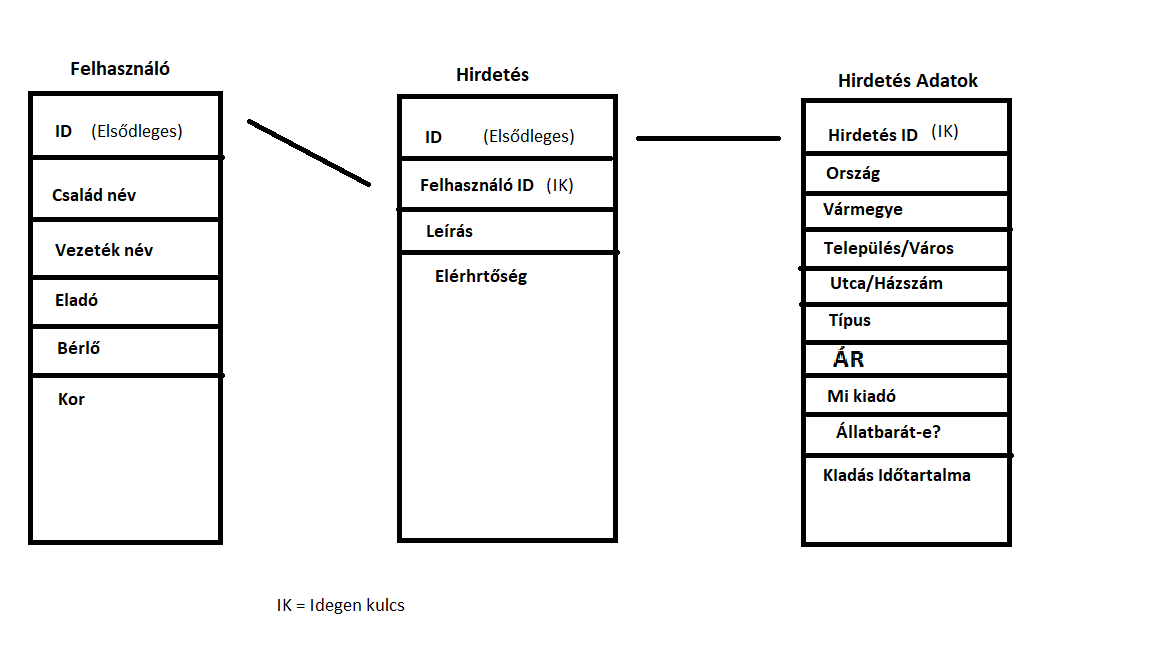 Felhasználó
ID (Elsődleges)
Család név
Vezeték név
Eladó
Bérlő
Kor
Hirdetés
ID (Elsődleges)
Felhasználó ID (IK)
Leírás
Elérhrtőség
Hirdetés Adatok
Hirdetés ID (IK)
Ország
Vármegye
Település/Város
Utca/Házszám
Típus
ÁR
Mi kiadó
Állatbarát-e?
KIadás Időtartalma
IK = Idegen kulcs